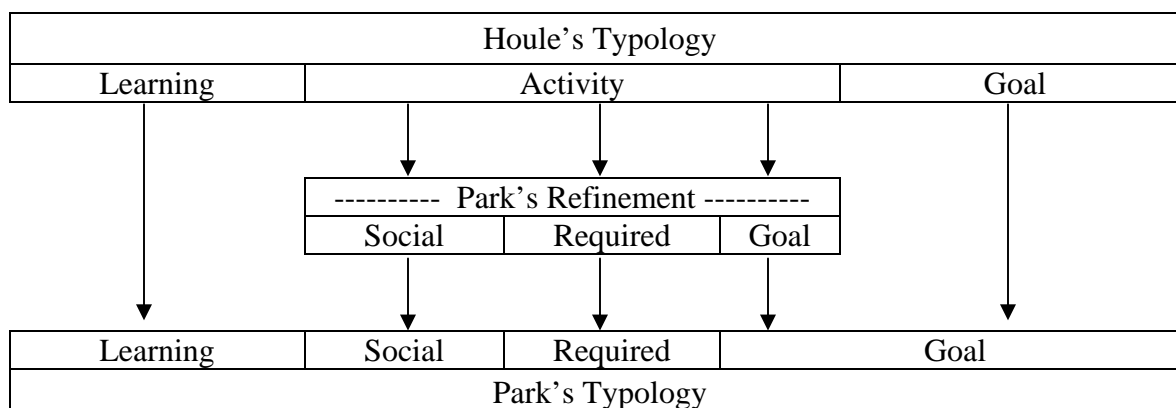 Houle’s Typology
Learning Activity Goal
---------- Park’s Refinement ----------
Social Required Goal
Learning Social Required Goal
Park’s Typology